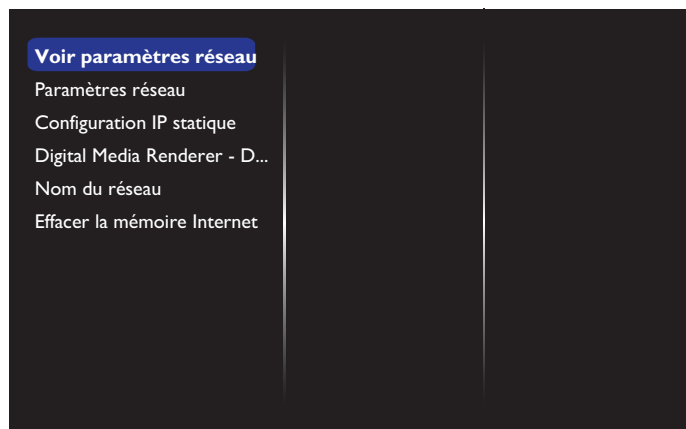 Voir paramètres réseau
Paramètres réseau
Configuration IP statique
Digital Media Renderer - D...
Nom du réseau
Effacer la mémoire Internet